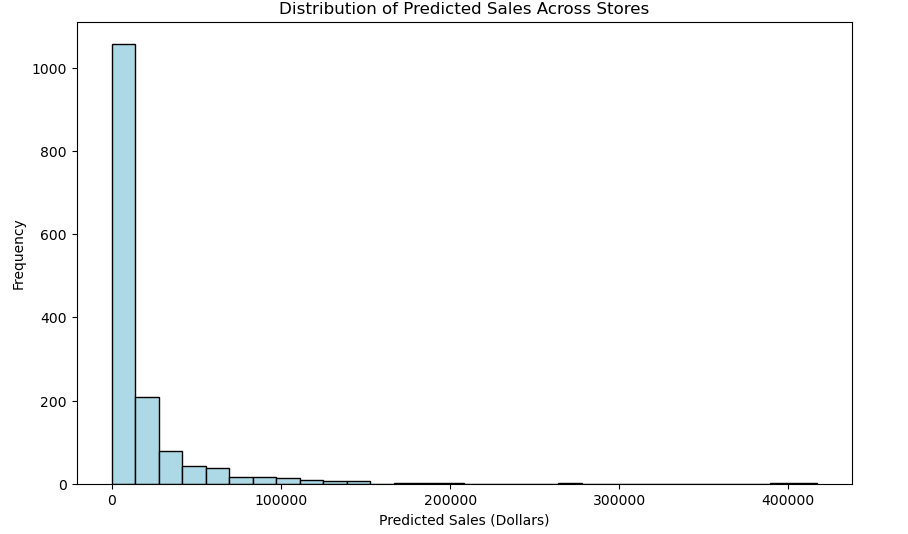 Distribution of Predicted Sales Across Stores
1000
800
600
400
200
0
Frequency
0 100000 200000 300000 400000
Predicted Sales (Dollars)